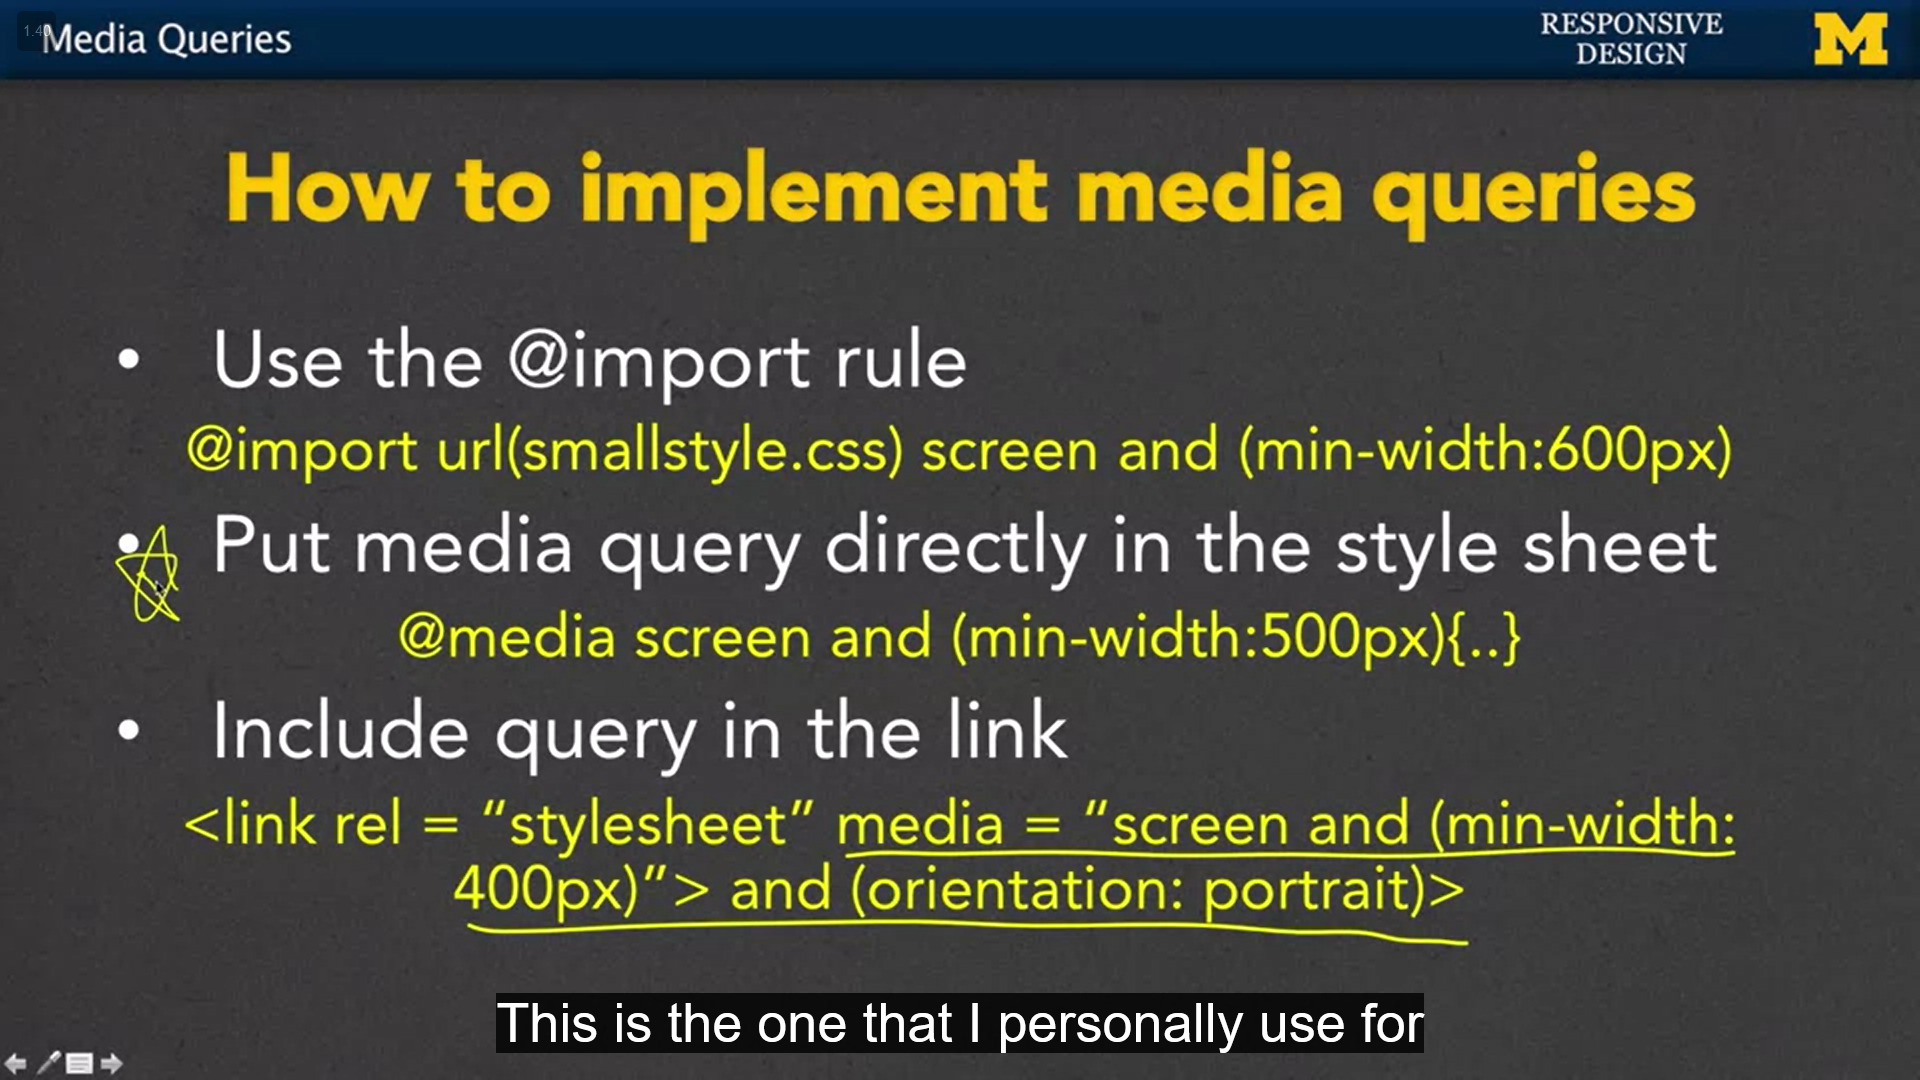 1.40
Media Queries
RESPONSIVE
DESIGN
M
How to implement media queries
• Use the @import rule
@import url(smallstyle.css) screen and (min-width:600px)
• Put media query directly in the style sheet
@media screen and (min-width:500px){..}
• Include query in the link
<link rel = “stylesheet” media = “screen and (min-width:
400px)”> and (orientation: portrait)>
This is the one that I personally use for